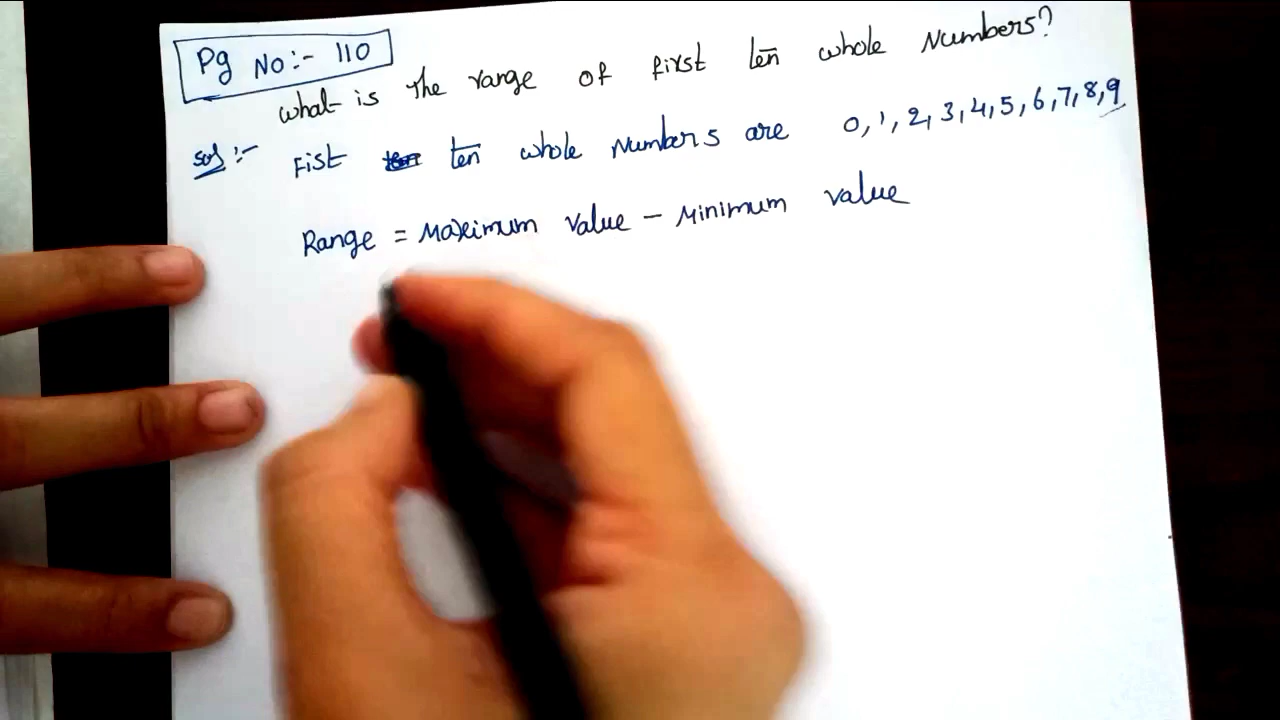 Pg No:- 110
What is the range of first ten whole Numbers?
Sol:- Fist ten whole Numbers are 0, 1, 2, 3, 4, 5, 6, 7, 8, 9
Range = Maximum value - Minimum value